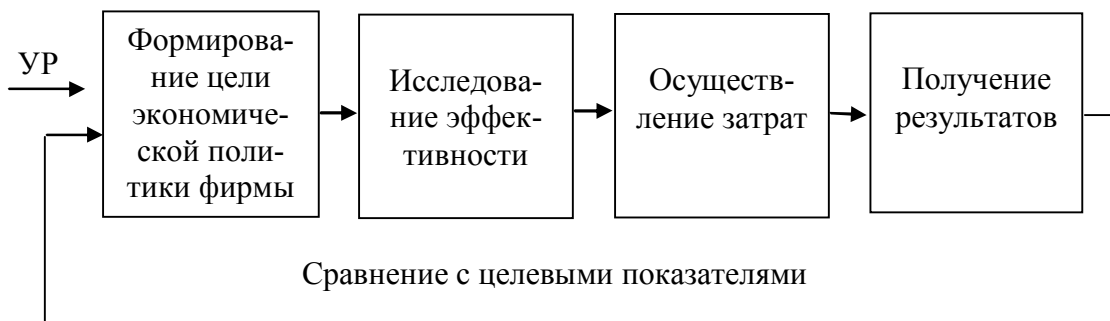 УР
Формирова-
ние цели
экономиче-
ской поли-
тики фирмы
Исследова-
ние эффек-
тивности
Осуществ-
ление затрат
Получение
результатов
Сравнение с целевыми показателями